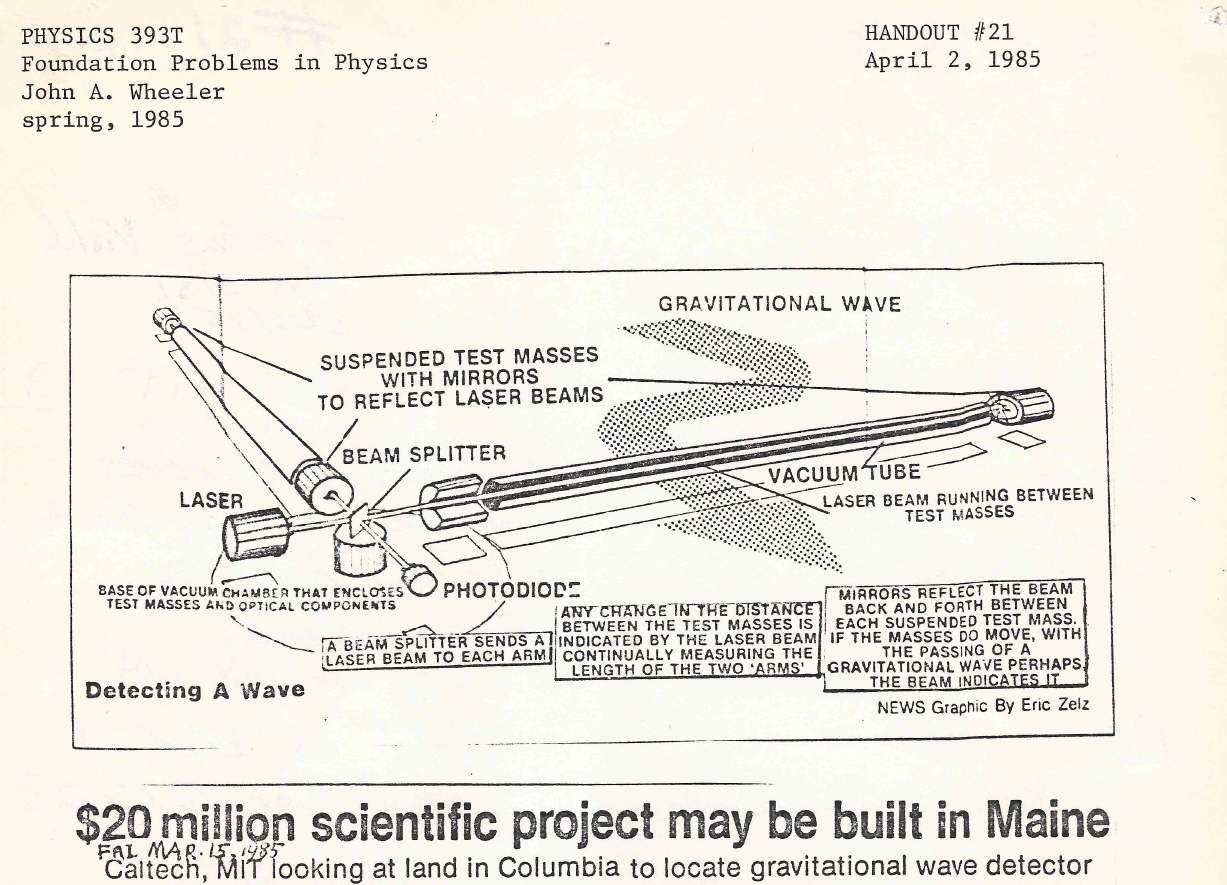 PHYSICS 393T
Foundation Problems in Physics
John A. Wheeler
spring, 1985
HANDOUT #21
April 2, 1985
GRAVITATIONAL WAVE
SUSPENDED TEST MASSES
WITH MIRRORS
TO REFLECT LASER BEAMS
BEAM SPLITTER
LASER
VACUUM TUBE
LASER BEAM RUNNING BETWEEN
TEST MASSES
PHOTODIODE
BASE OF VACUUM CHAMBER THAT ENCLOSES
TEST MASSES AND OPTICAL COMPONENTS
A BEAM SPLITTER SENDS A
LASER BEAM TO EACH ARM
ANY CHANGE IN THE DISTANCE
BETWEEN THE TEST MASSES IS
INDICATED BY THE LASER BEAM
CONTINUALLY MEASURING THE
LENGTH OF THE TWO 'ARMS'
MIRRORS REFLECT THE BEAM
BACK AND FORTH BETWEEN
EACH SUSPENDED TEST MASS.
IF THE MASSES DO MOVE, WITH
THE PASSING OF A
GRAVITATIONAL WAVE PERHAPS,
THE BEAM INDICATES IT
Detecting A Wave
NEWS Graphic By Eric Zelz
$20 million scientific project may be built in Maine
FRI MAR. 15, 1985
Caltech, MIT looking at land in Columbia to locate gravitational wave detector